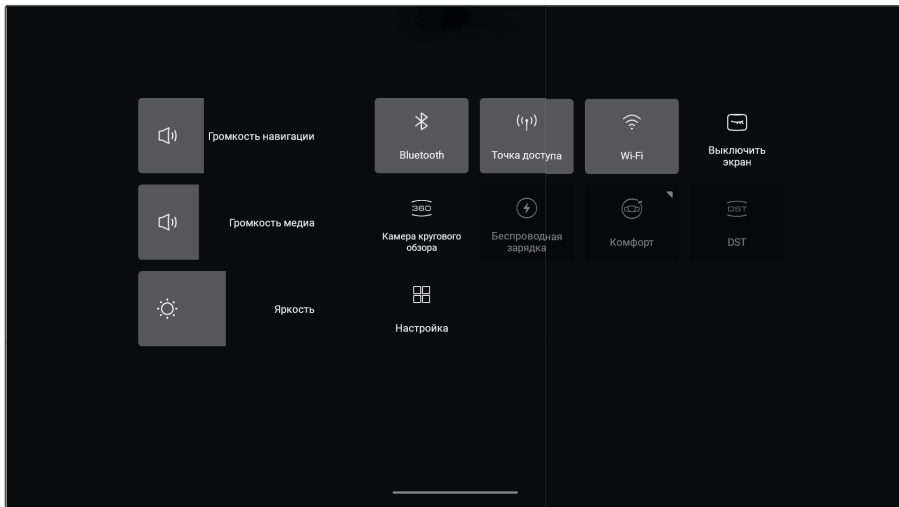 Громкость навигации
Bluetooth
Точка доступа
Wi-Fi
Выключить
экран
Громкость медиа
360
Камера кругового
обзора
Беспроводная
зарядка
Комфорт
DST
DST
Яркость
Настройка